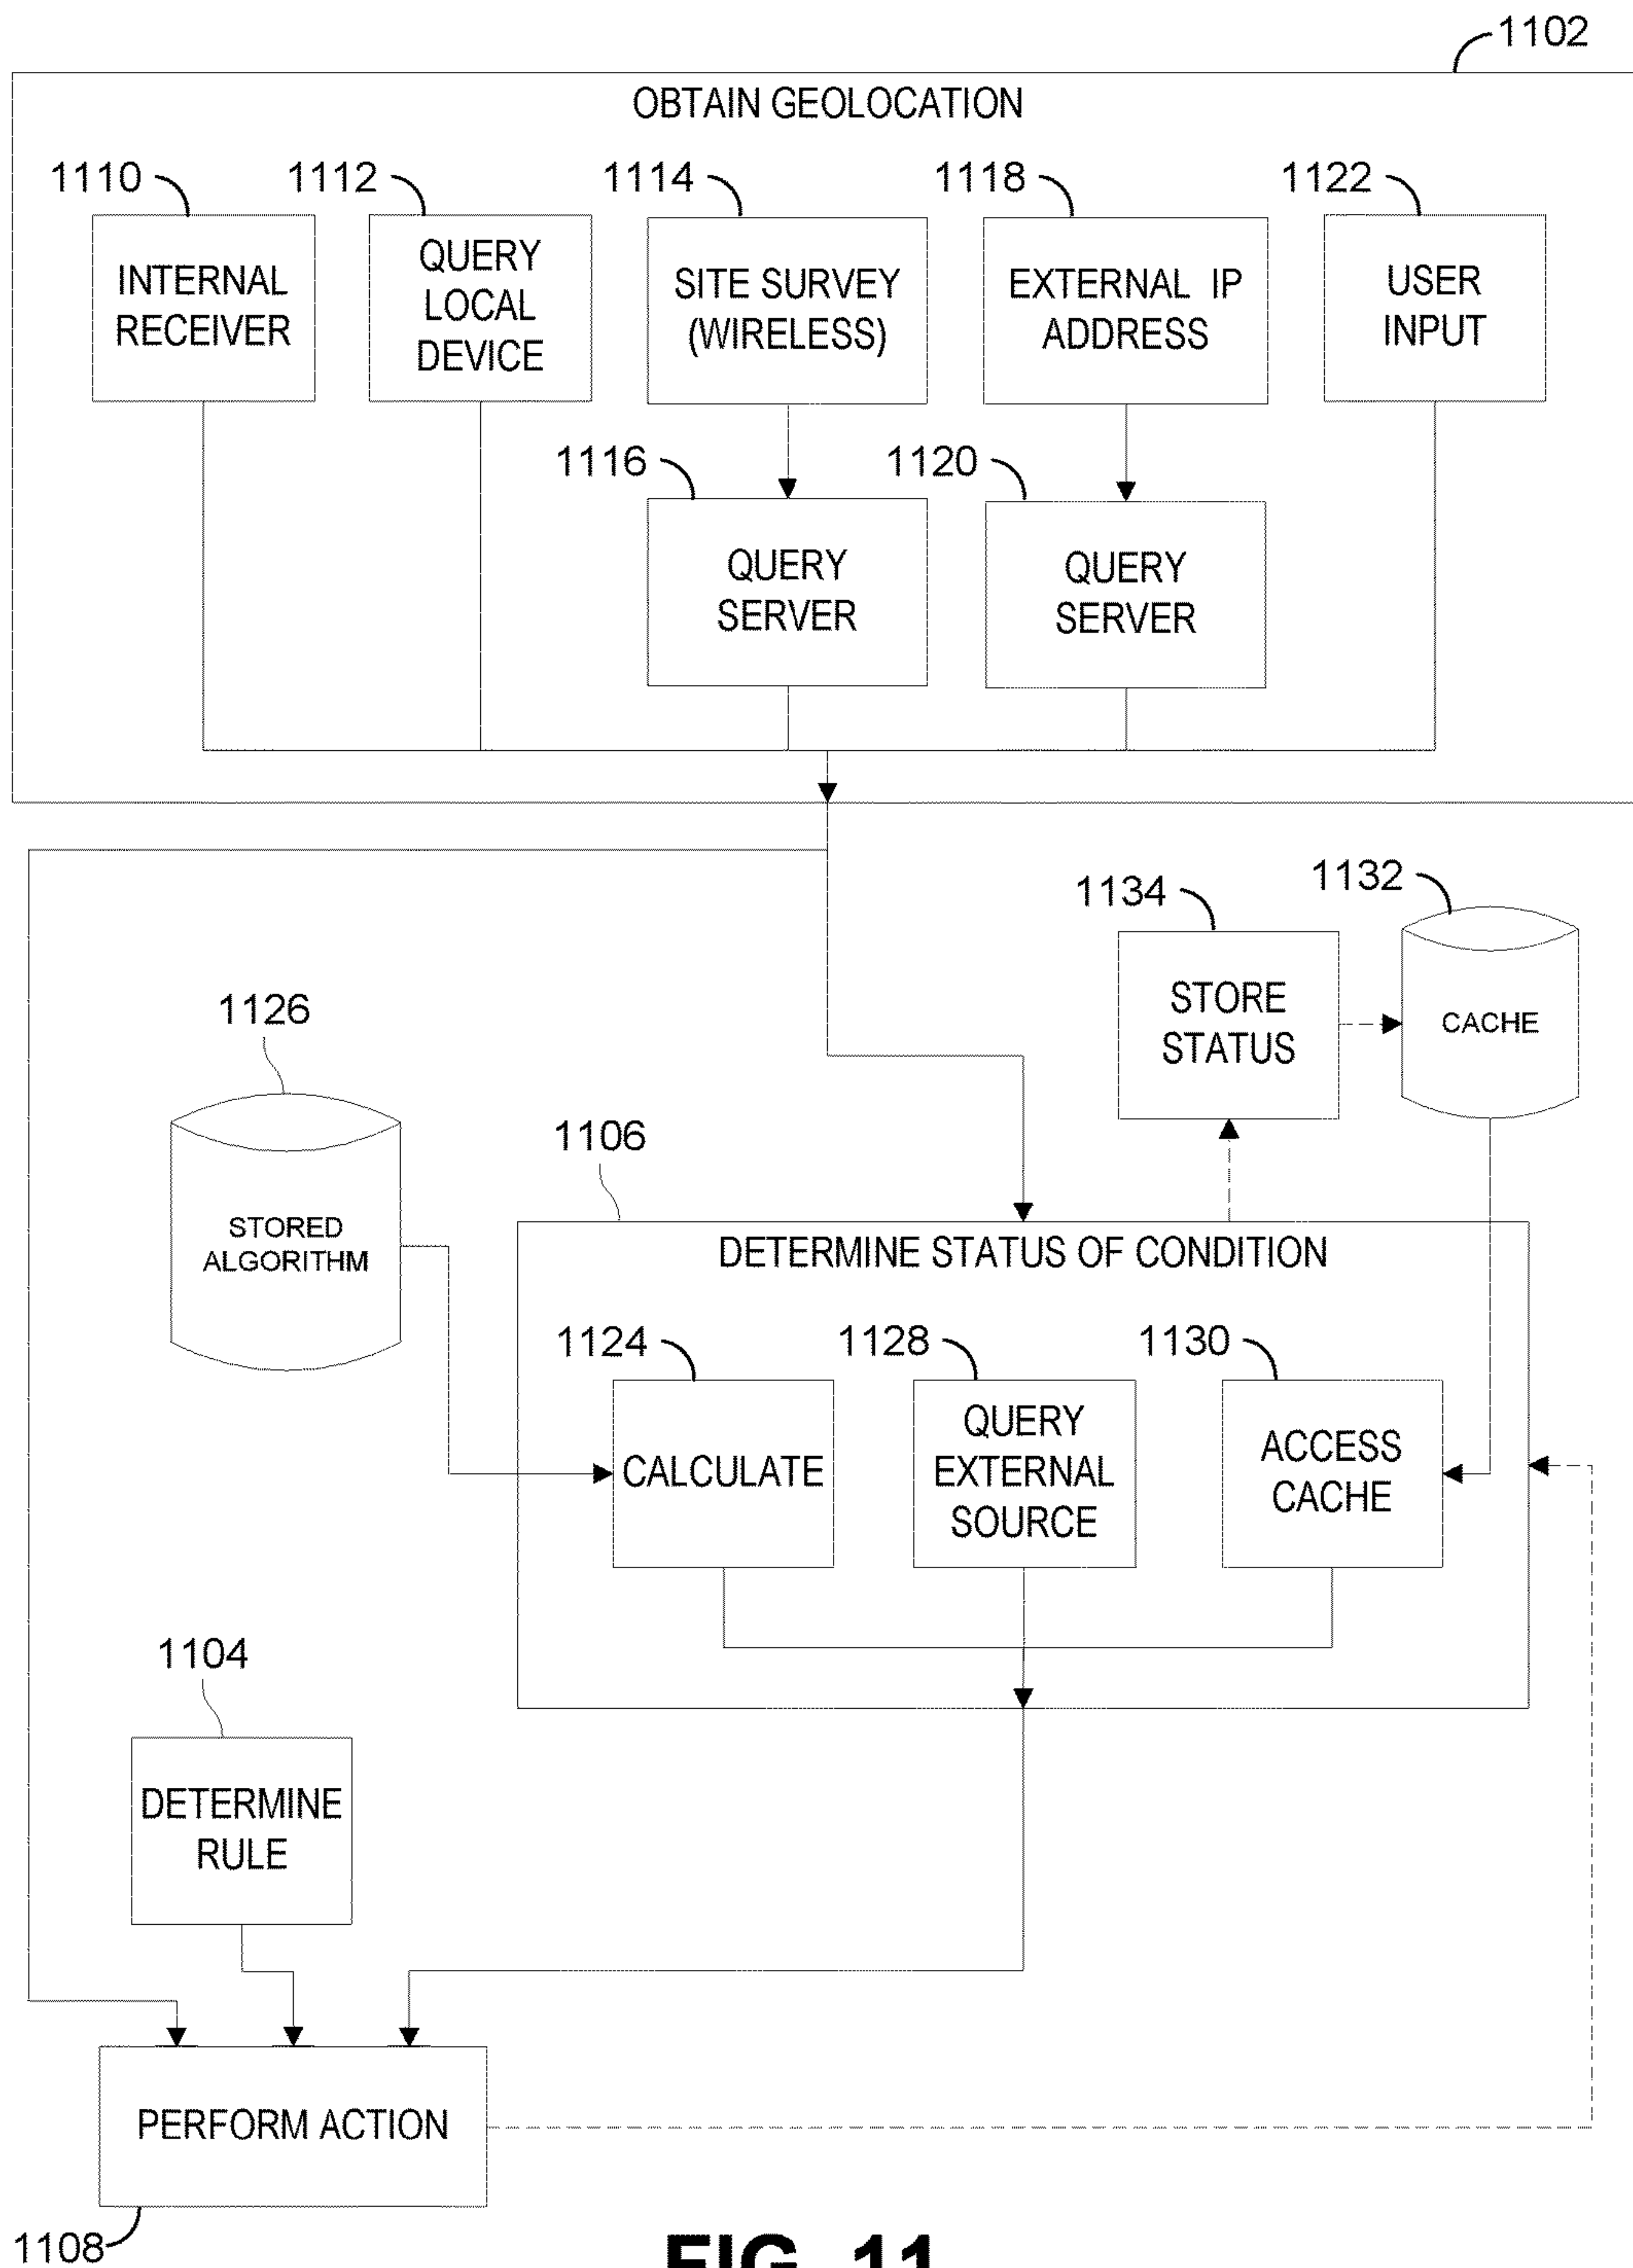 1102
OBTAIN GEOLOCATION
1110
1112
1114
1118
1122
INTERNAL
RECEIVER
QUERY
LOCAL
DEVICE
SITE SURVEY
(WIRELESS)
EXTERNAL IP
ADDRESS
USER
INPUT
1116
1120
QUERY
SERVER
QUERY
SERVER
1134
1132
STORE
STATUS
CACHE
1126
STORED
ALGORITHM
1106
DETERMINE STATUS OF CONDITION
1124
1128
1130
CALCULATE
QUERY
EXTERNAL
SOURCE
ACCESS
CACHE
1104
DETERMINE
RULE
PERFORM ACTION
1108
FIG. 11